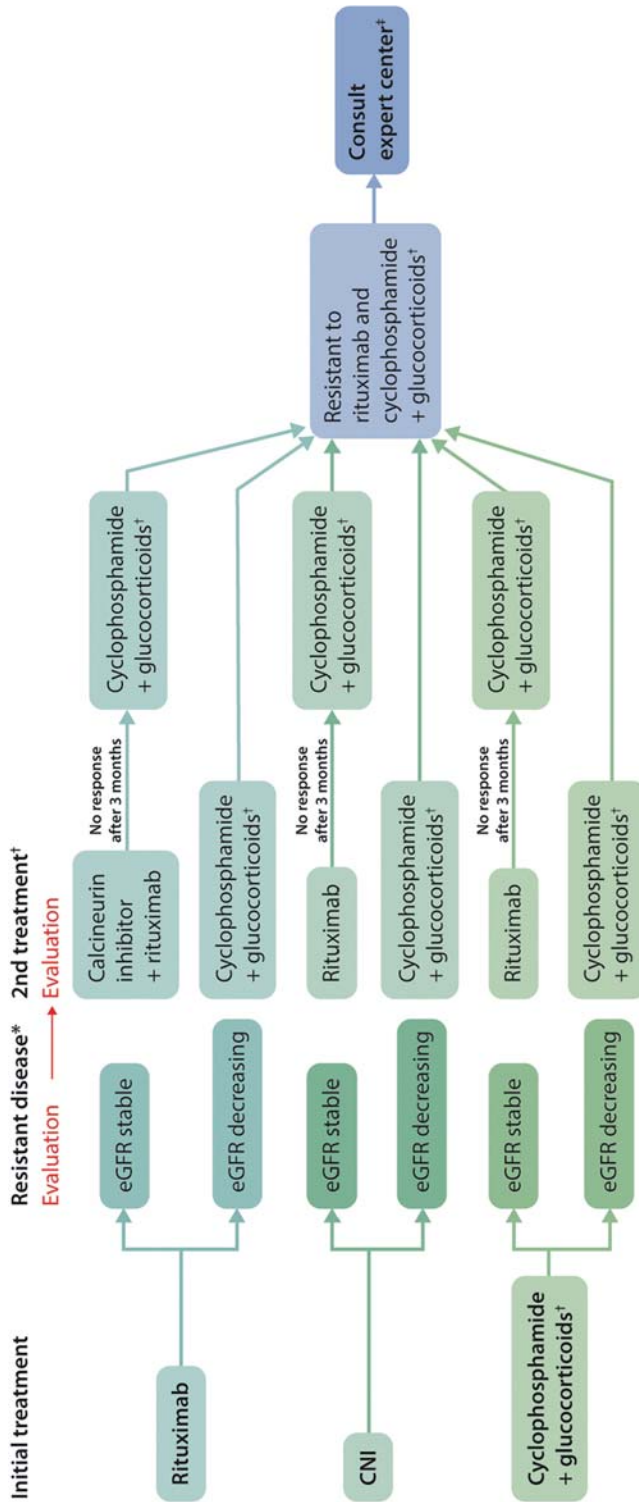 Initial treatment
Resistant disease*
2nd treatment†
Evaluation
Evaluation
Rituximab
eGFR stable
eGFR decreasing
Calcineurin
inhibitor
+ rituximab
No response
after 3 months
Cyclophosphamide
+ glucocorticoids†
Cyclophosphamide
+ glucocorticoids†
CNI
eGFR stable
eGFR decreasing
Rituximab
No response
after 3 months
Cyclophosphamide
+ glucocorticoids†
Cyclophosphamide
+ glucocorticoids†
Cyclophosphamide
+ glucocorticoids†
eGFR stable
eGFR decreasing
Rituximab
No response
after 3 months
Cyclophosphamide
+ glucocorticoids†
Cyclophosphamide
+ glucocorticoids†
Resistant to
rituximab and
cyclophosphamide
+ glucocorticoids†
Consult
expert center‡